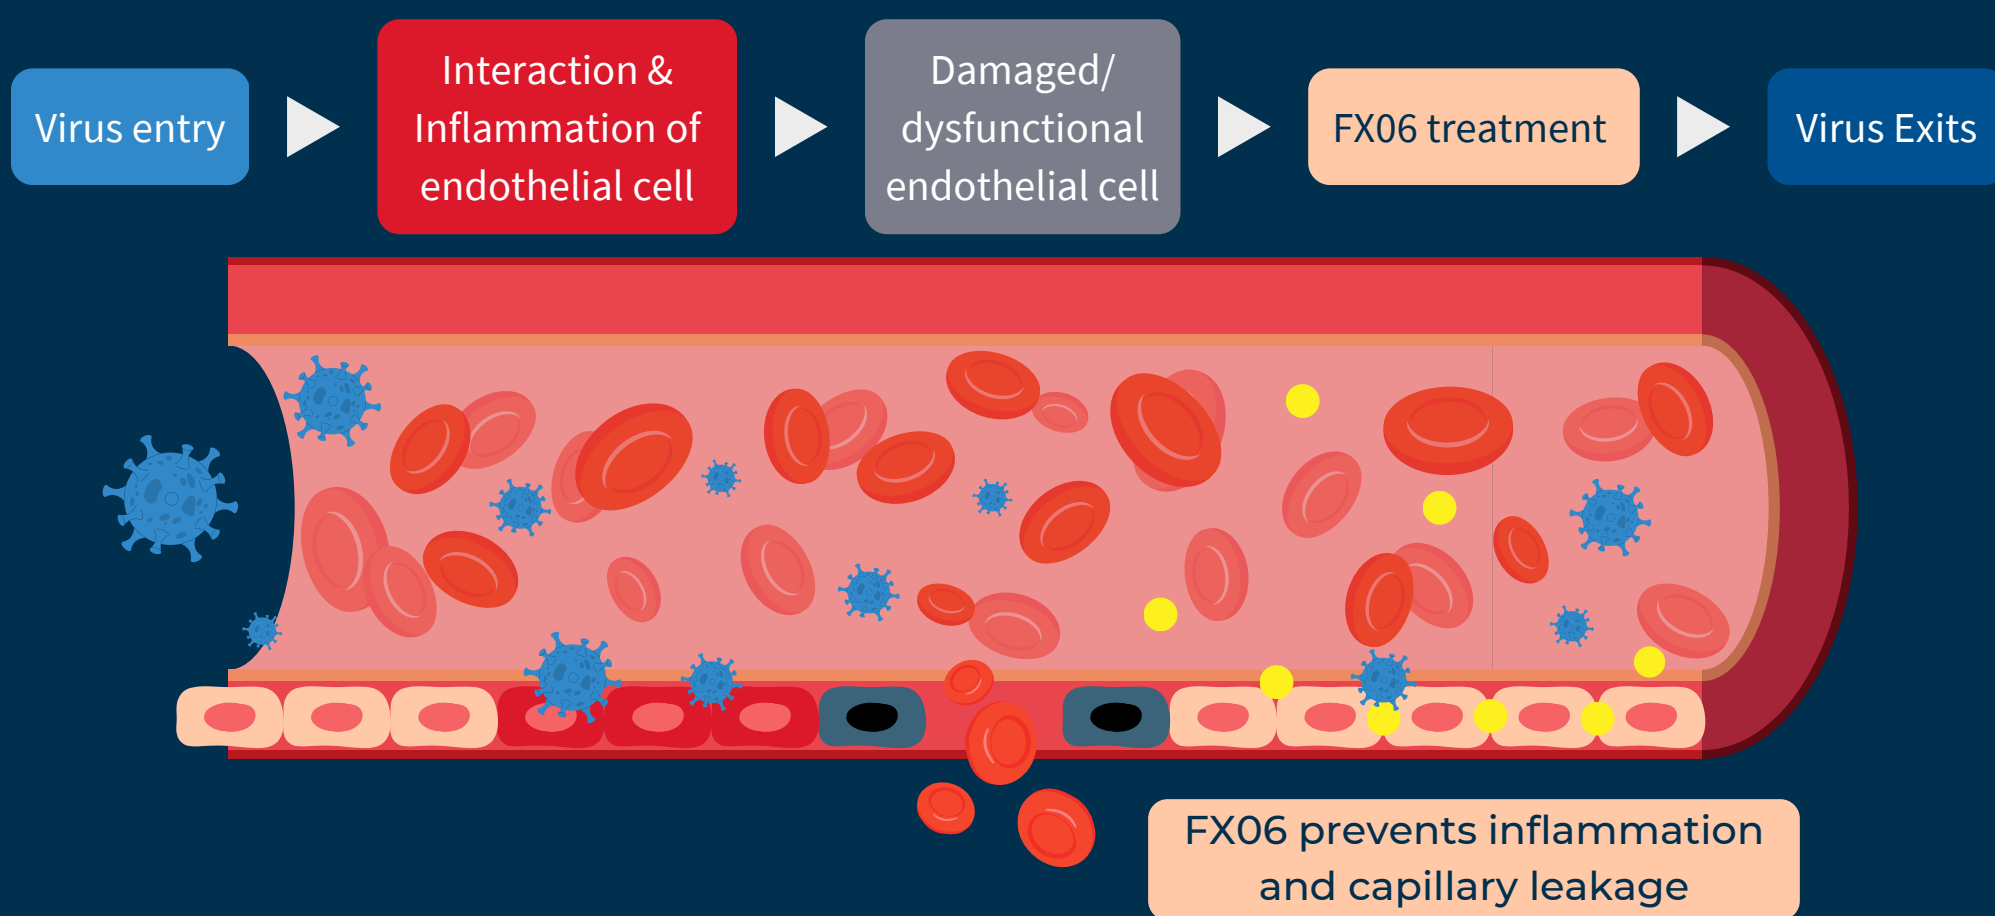 Virus entry
Interaction &
Inflammation of
endothelial cell
Damaged/
dysfunctional
endothelial cell
FX06 treatment
Virus Exits
FX06 prevents inflammation
and capillary leakage